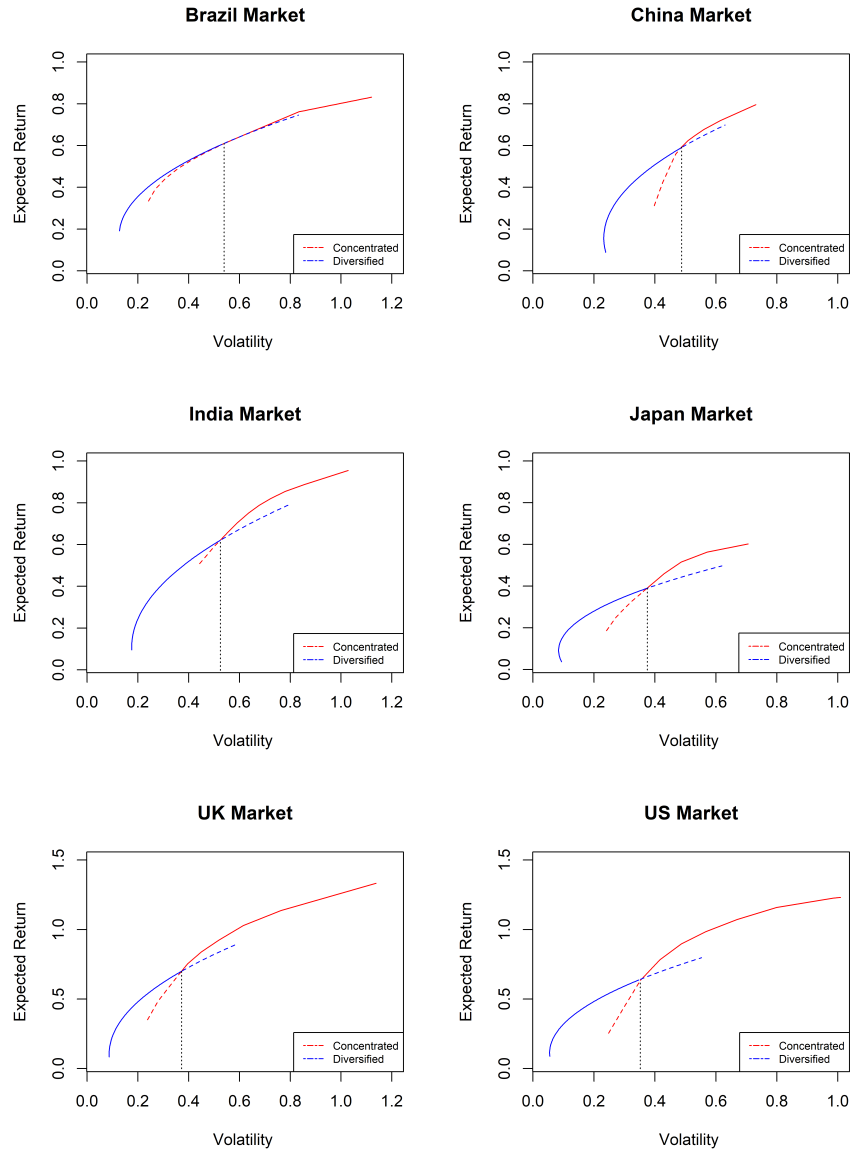 Brazil Market
Expected Return
1.0
0.8
0.6
0.4
0.2
0.0
Concentrated
Diversified
0.0 0.2 0.4 0.6 0.8 1.0 1.2
Volatility
China Market
Expected Return
1.0
0.8
0.6
0.4
0.2
0.0
Concentrated
Diversified
0.0 0.2 0.4 0.6 0.8 1.0
Volatility
India Market
Expected Return
1.0
0.8
0.6
0.4
0.2
0.0
Concentrated
Diversified
0.0 0.2 0.4 0.6 0.8 1.0 1.2
Volatility
Japan Market
Expected Return
1.0
0.8
0.6
0.4
0.2
0.0
Concentrated
Diversified
0.0 0.2 0.4 0.6 0.8 1.0
Volatility
UK Market
Expected Return
1.5
1.0
0.5
0.0
Concentrated
Diversified
0.0 0.2 0.4 0.6 0.8 1.0 1.2
Volatility
US Market
Expected Return
1.5
1.0
0.5
0.0
Concentrated
Diversified
0.0 0.2 0.4 0.6 0.8 1.0
Volatility